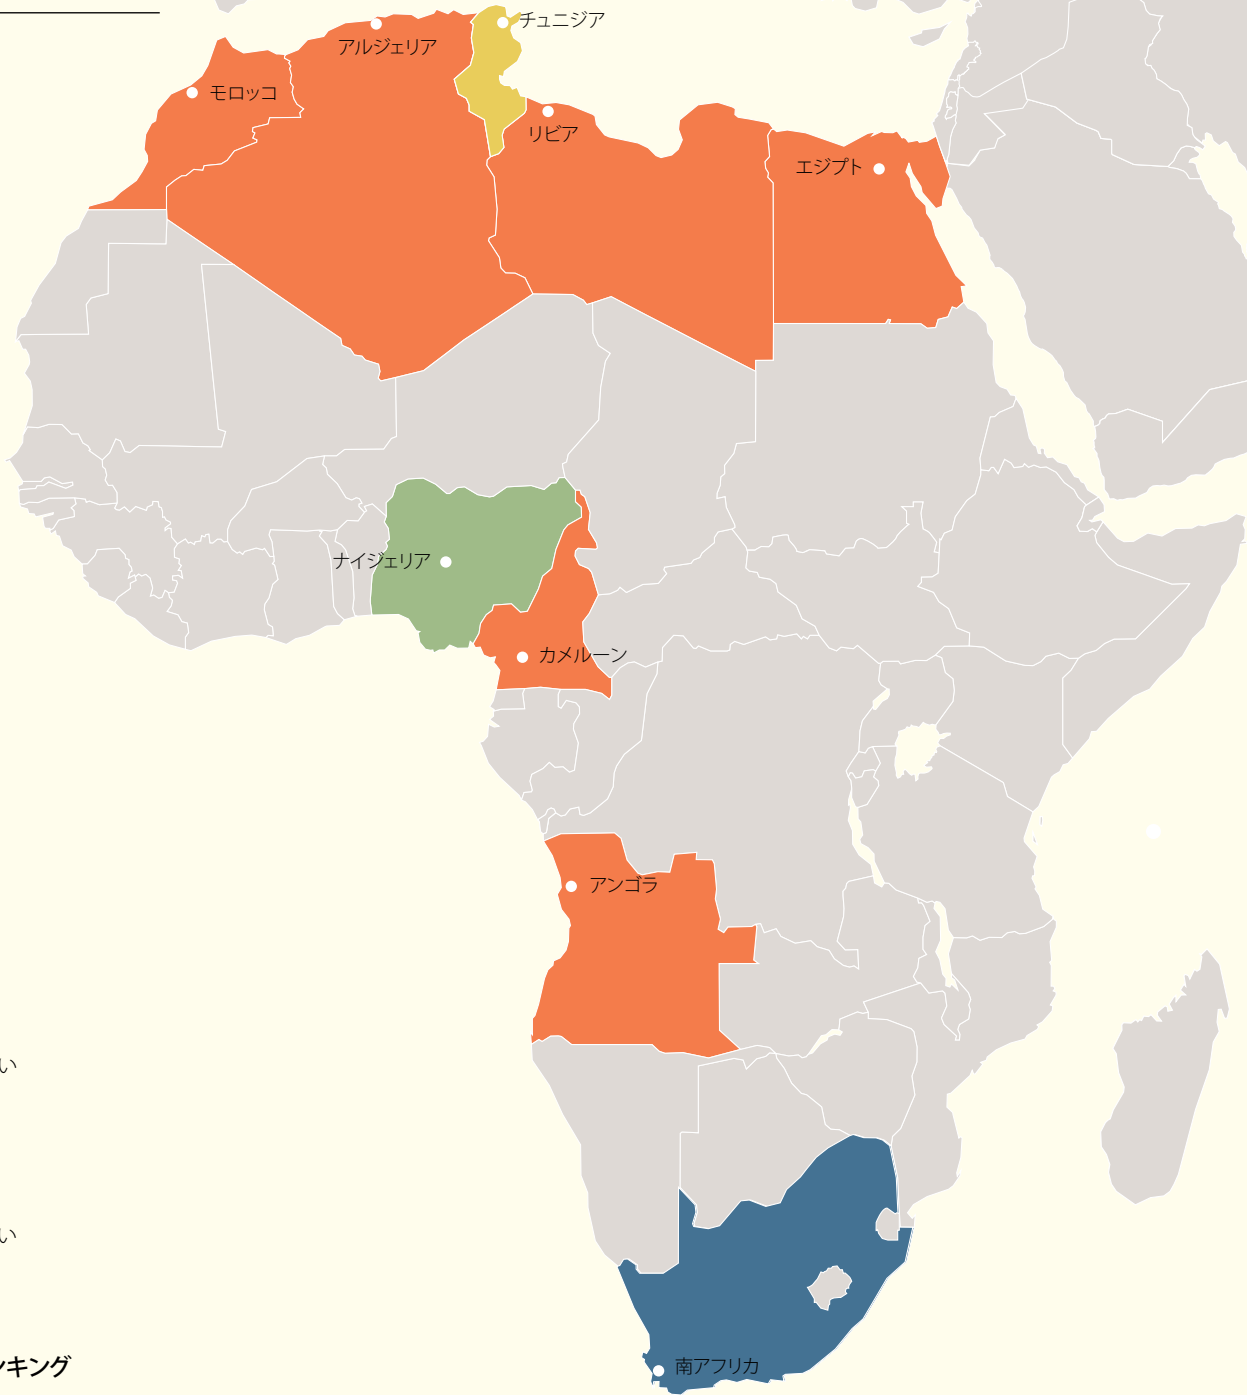 チュニジア
アルジェリア
モロッコ
リビア
エジプト
ナイジェリア
カメルーン
アンゴラ
い
い
ンキング
南アフリカ